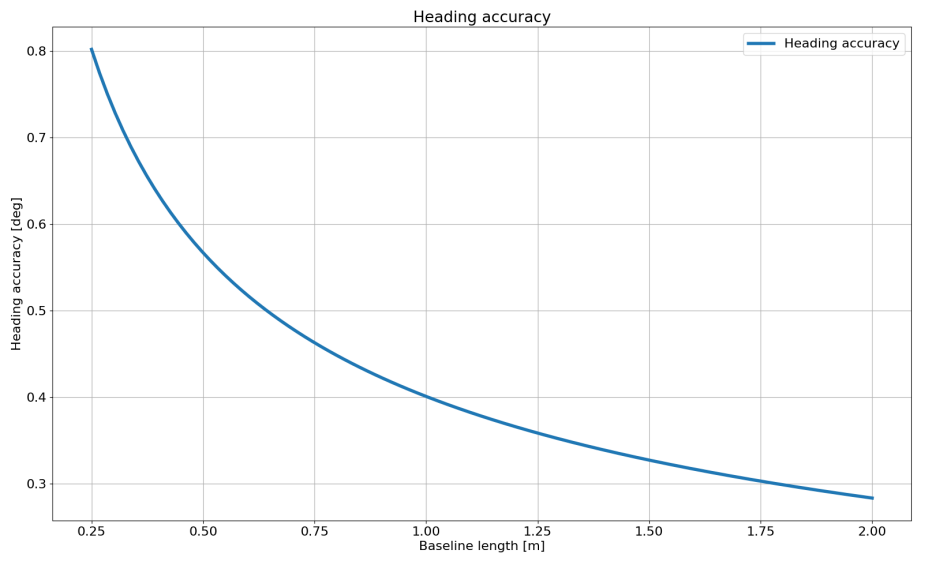 Heading accuracy
Heading accuracy
0.8
0.7
0.6
0.5
0.4
0.3
Heading accuracy [deg]
0.25 0.50 0.75 1.00 1.25 1.50 1.75 2.00
Baseline length [m]